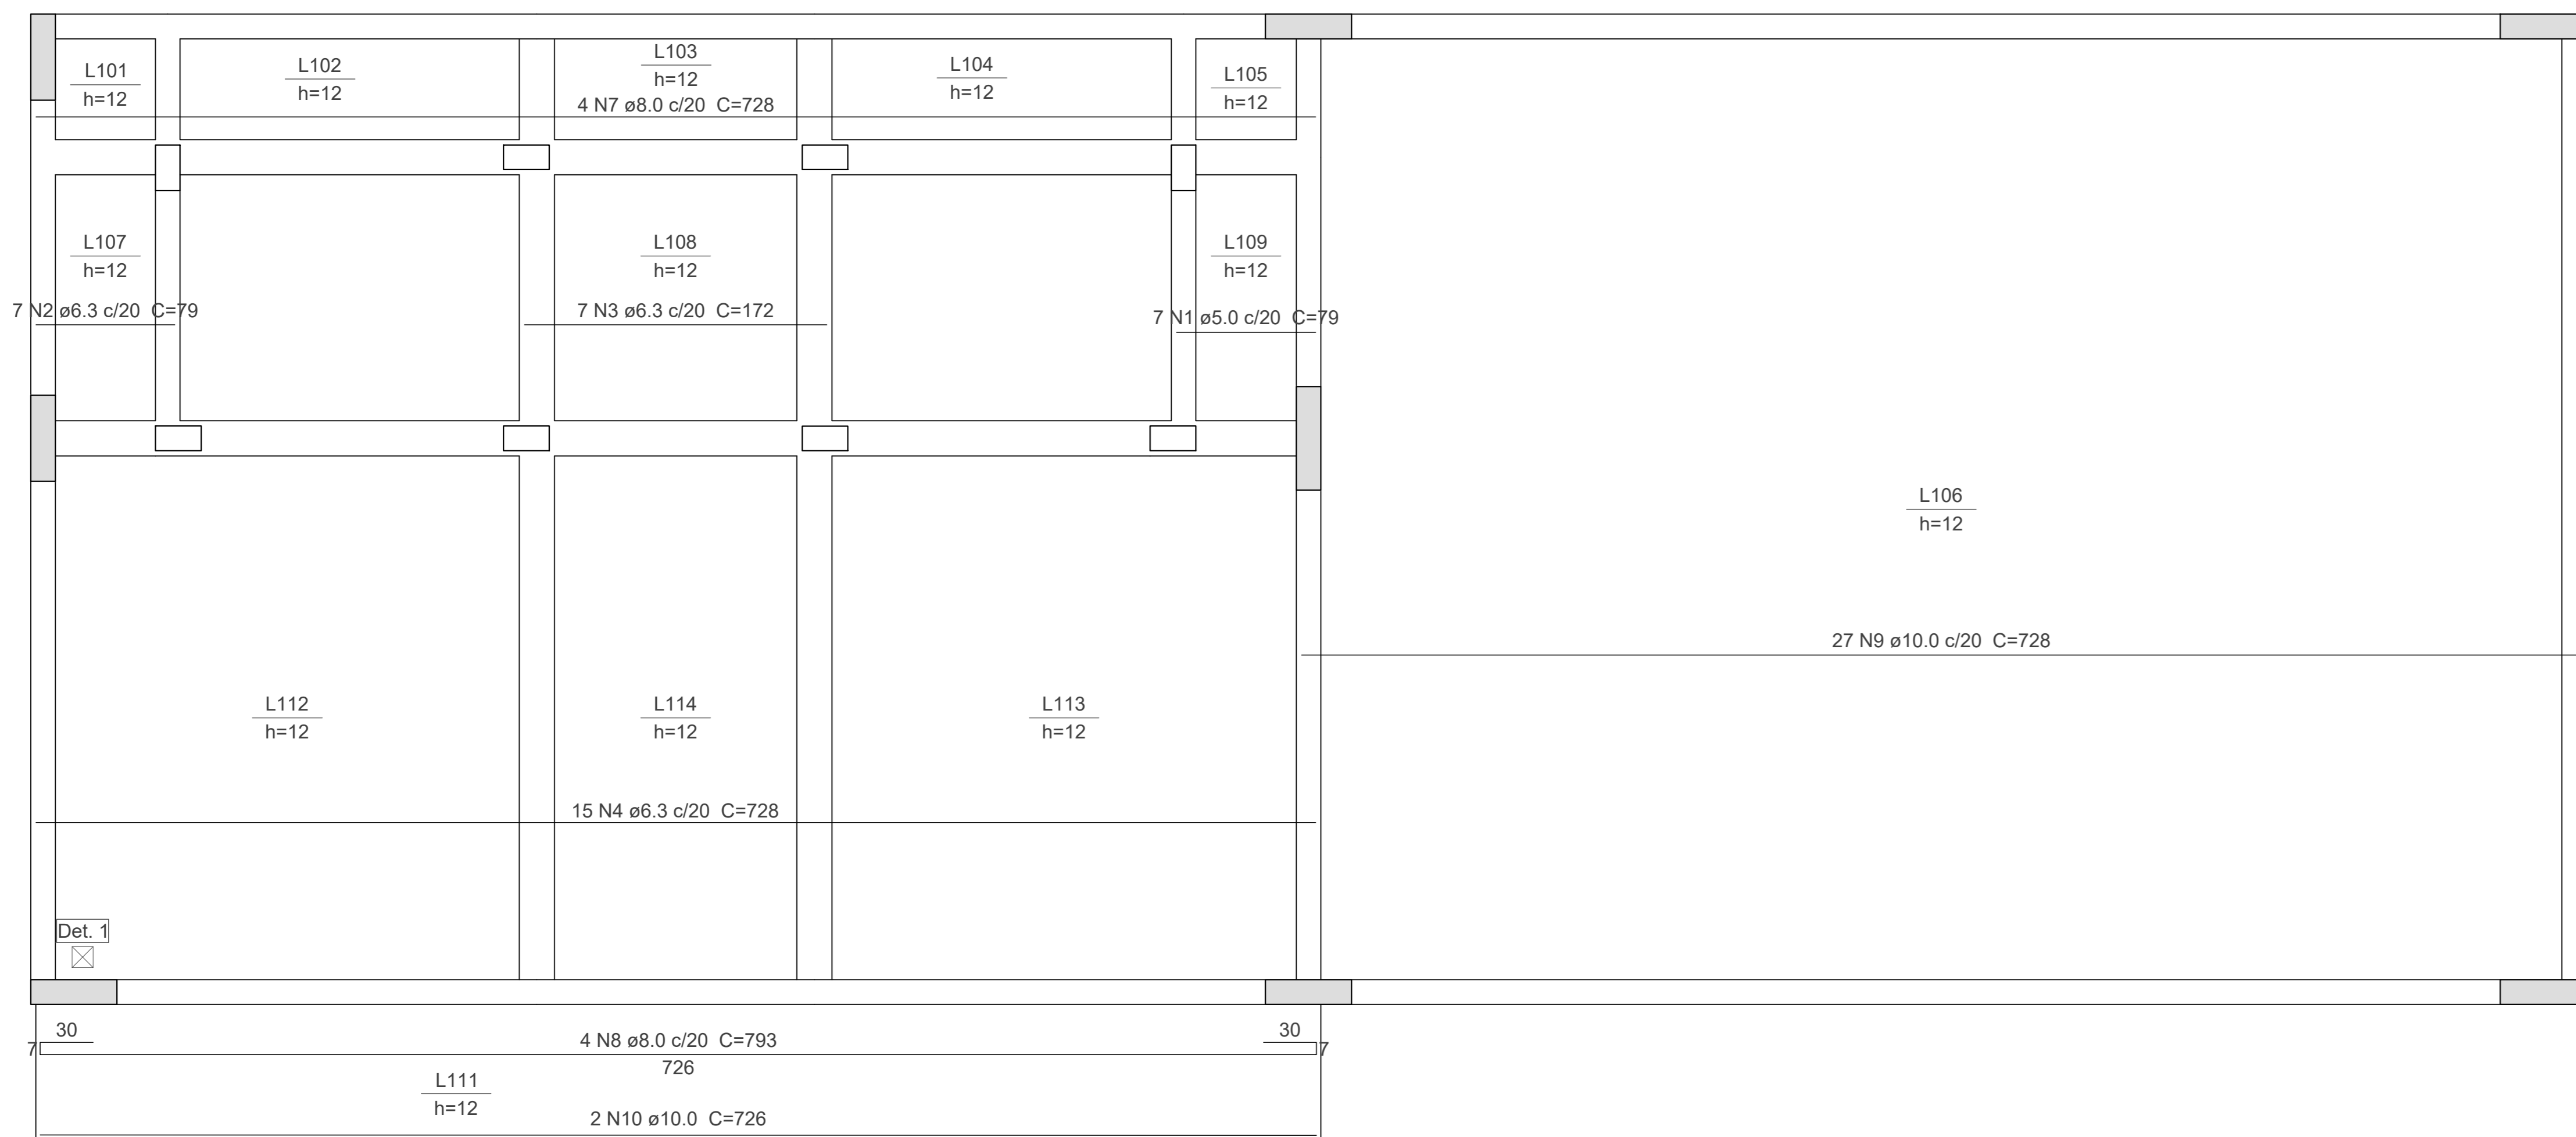 L101
h=12
L102
h=12
L103
h=12
L104
h=12
L105
h=12
4 N7 ø8.0 c/20 C=728
L107
h=12
L108
h=12
L109
h=12
7 N2 ø6.3 c/20 C=79
7 N3 ø6.3 c/20 C=172
7 N1 ø5.0 c/20 C=79
L106
h=12
27 N9 ø10.0 c/20 C=728
L112
h=12
L114
h=12
L113
h=12
15 N4 ø6.3 c/20 C=728
Det. 1
30
4 N8 ø8.0 c/20 C=793
30
7
7
726
L111
h=12
2 N10 ø10.0 C=726